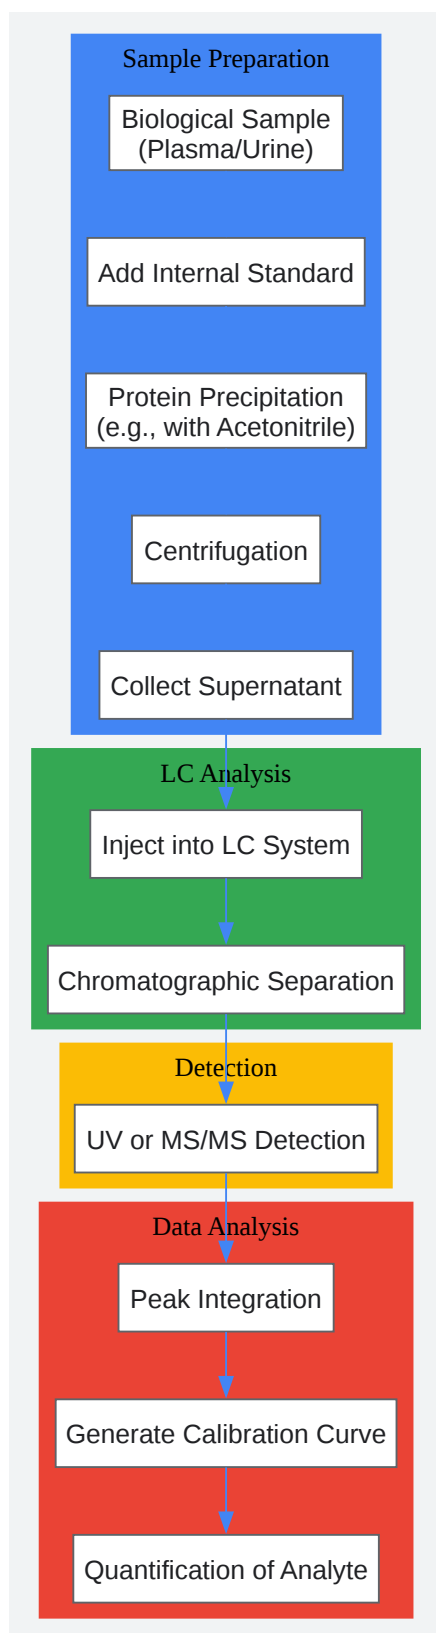 Sample Preparation
Biological Sample
(Plasma/Urine)
Add Internal Standard
Protein Precipitation
(e.g., with Acetonitrile)
Centrifugation
Collect Supernatant
LC Analysis
Inject into LC System
Chromatographic Separation
Detection
UV or MS/MS Detection
Data Analysis
Peak Integration
Generate Calibration Curve
Quantification of Analyte